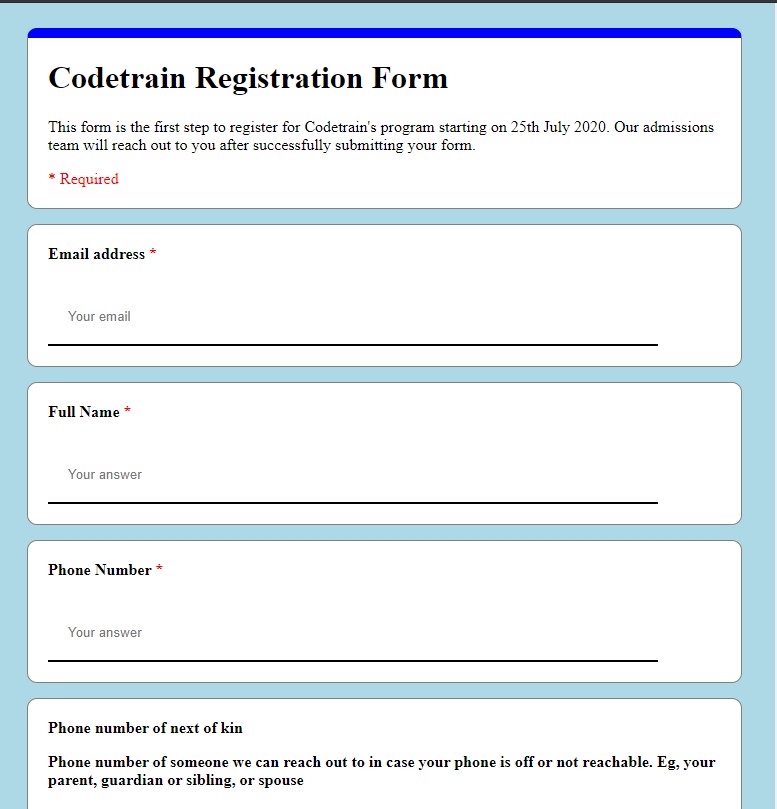 Codetrain Registration Form
This form is the first step to register for Codetrain's program starting on 25th July 2020. Our admissions
team will reach out to you after successfully submitting your form.
* Required
Email address *
Your email
Full Name *
Your answer
Phone Number *
Your answer
Phone number of next of kin
Phone number of someone we can reach out to in case your phone is off or not reachable. Eg, your
parent, guardian or sibling, or spouse